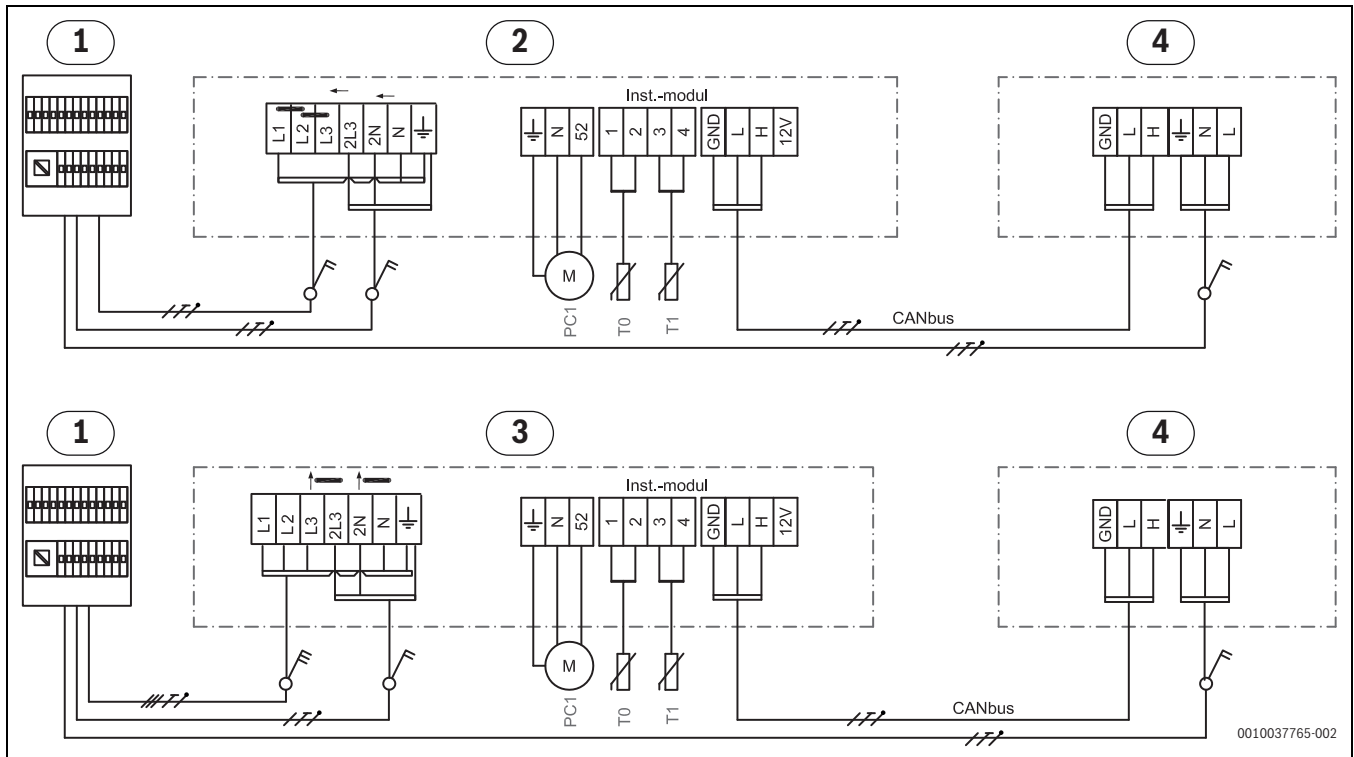 1
2
4
Inst.-modul
L1 L2 L3 2L3 2N N
N 52
1 2 3 4
GND L H 12V
GND L H N L
M
PC1
T0
T1
CANbus
1
3
4
Inst.-modul
L1 L2 L3 2L3 2N N
N 52
1 2 3 4
GND L H 12V
GND L H N L
M
PC1
T0
T1
CANbus
0010037765-002